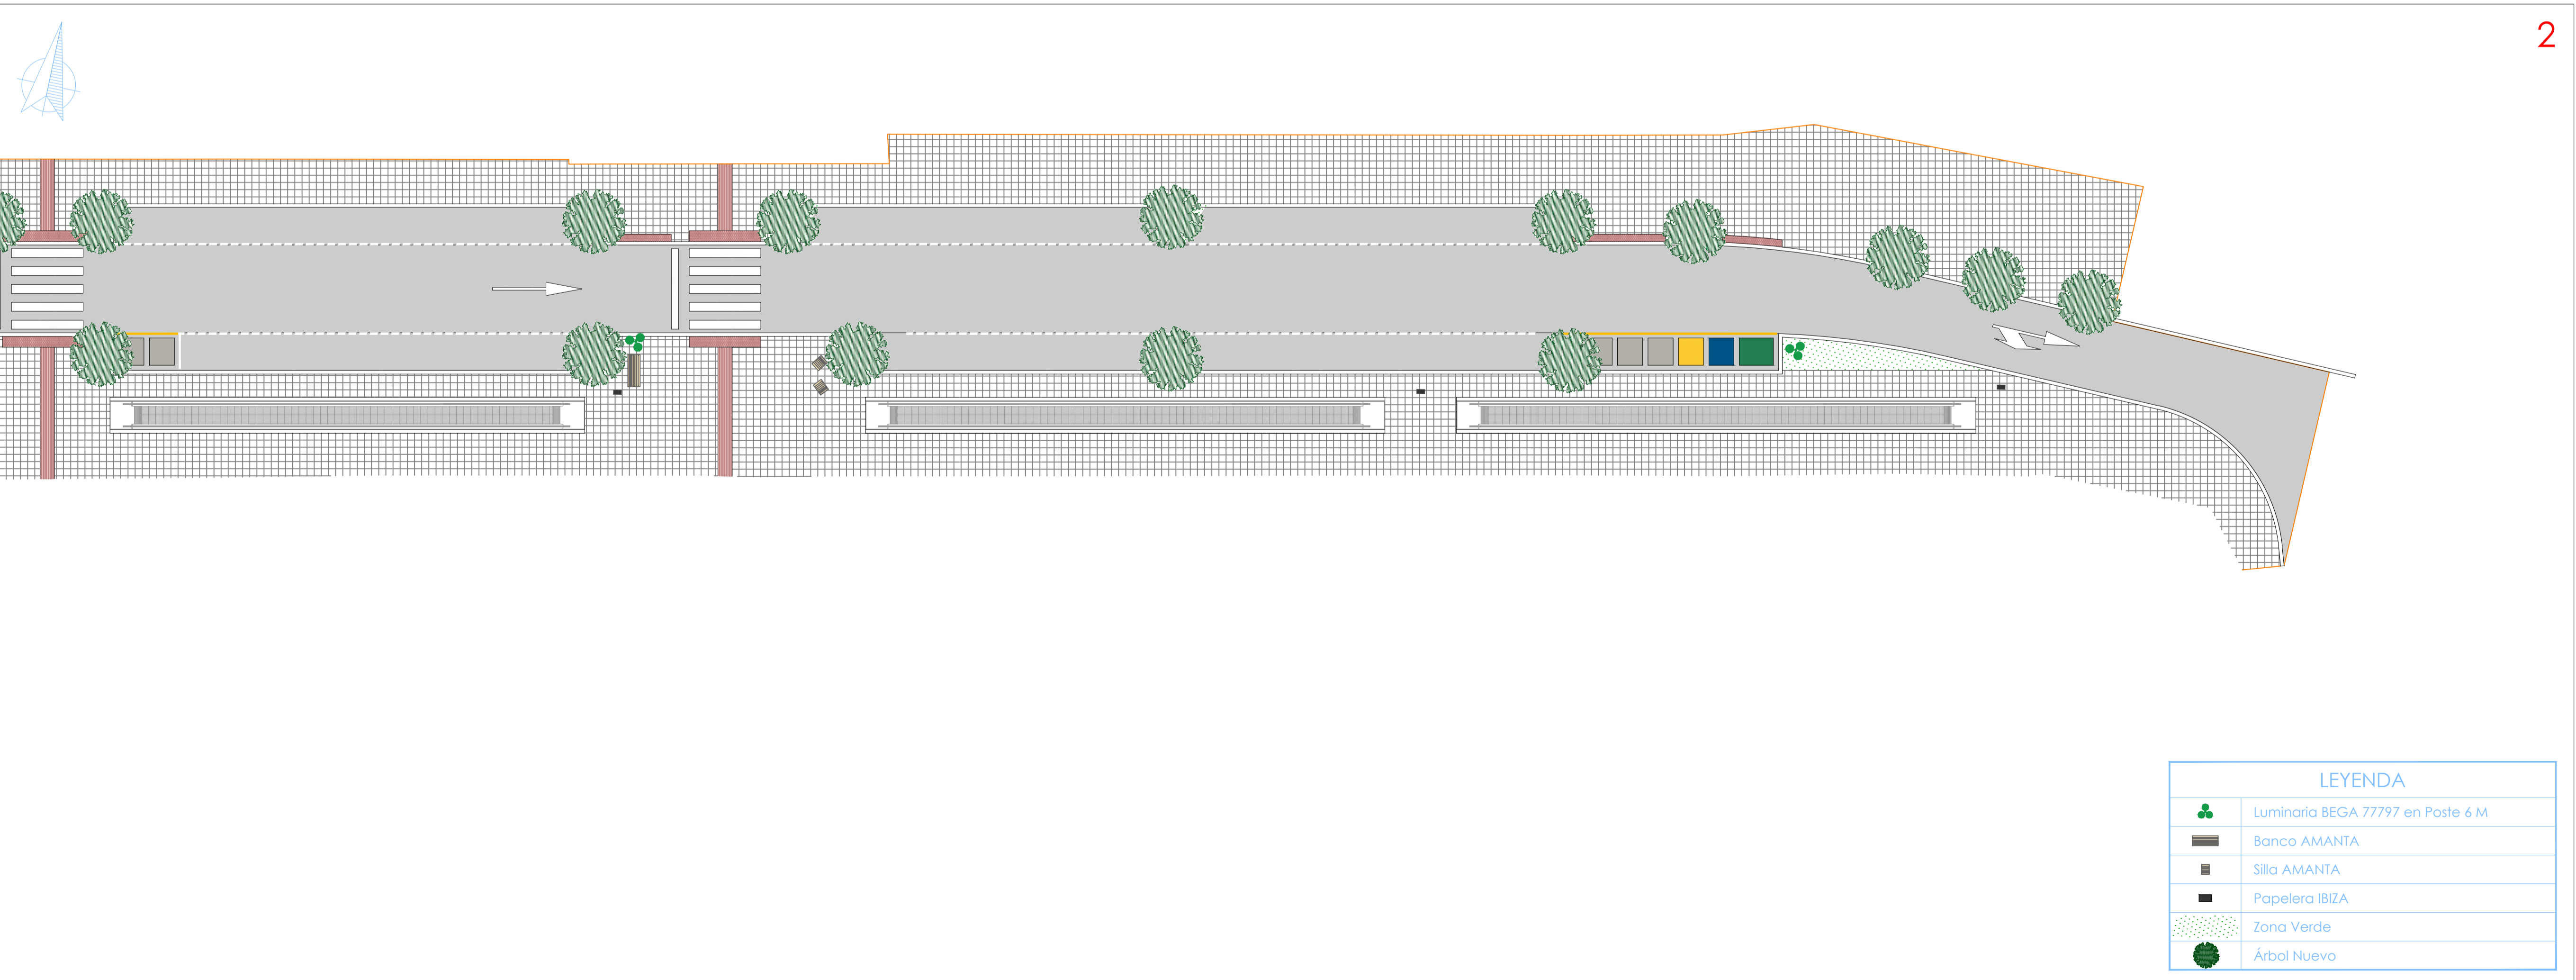 2
LEYENDA
Luminaria BEGA 77797 en Poste 6 M
Banco AMANTA
Silla AMANTA
Papelera IBIZA
Zona Verde
Árbol Nuevo